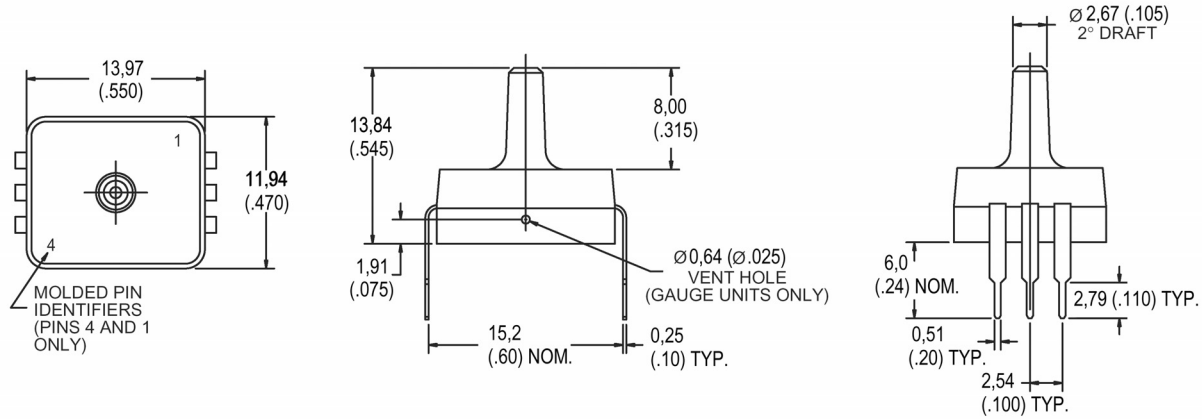 13,97
(.550)
1
11,94
(.470)
4
MOLDED PIN
IDENTIFIERS
(PINS 4 AND 1
ONLY)
13,84
(.545)
8,00
(.315)
1,91
(.075)
Ø0,64 (Ø.025)
VENT HOLE
(GAUGE UNITS ONLY)
15,2
(.60) NOM.
0,25
(.10) TYP.
Ø 2,67 (.105)
2° DRAFT
6,0
(.24) NOM.
2,79 (.110) TYP.
0,51
(.20) TYP.
2,54
(.100) TYP.